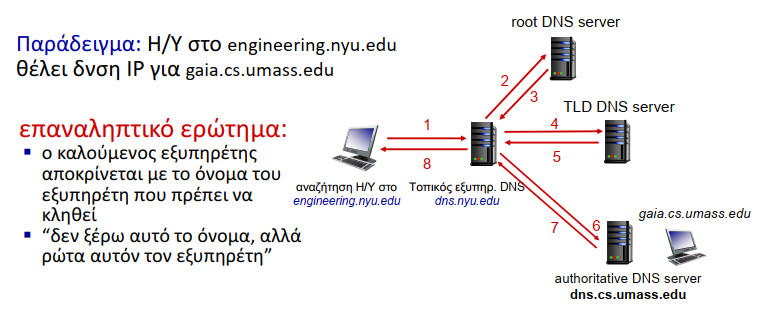 Παράδειγμα: Η/Υ στο engineering.nyu.edu
θέλει δνση IP για gaia.cs.umass.edu
επαναληπτικό ερώτημα:
▪ ο καλούμενος εξυπηρέτης
αποκρίνεται με το όνομα του
εξυπηρέτη που πρέπει να
κληθεί
▪ “δεν ξέρω αυτό το όνομα, αλλά
ρώτα αυτόν τον εξυπηρέτη”
root DNS server
2
3
TLD DNS server
1
4
8
5
αναζήτηση Η/Υ στο
engineering.nyu.edu
Τοπικός εξυπηρ. DNS
dns.nyu.edu
6
7
gaia.cs.umass.edu
authoritative DNS server
dns.cs.umass.edu